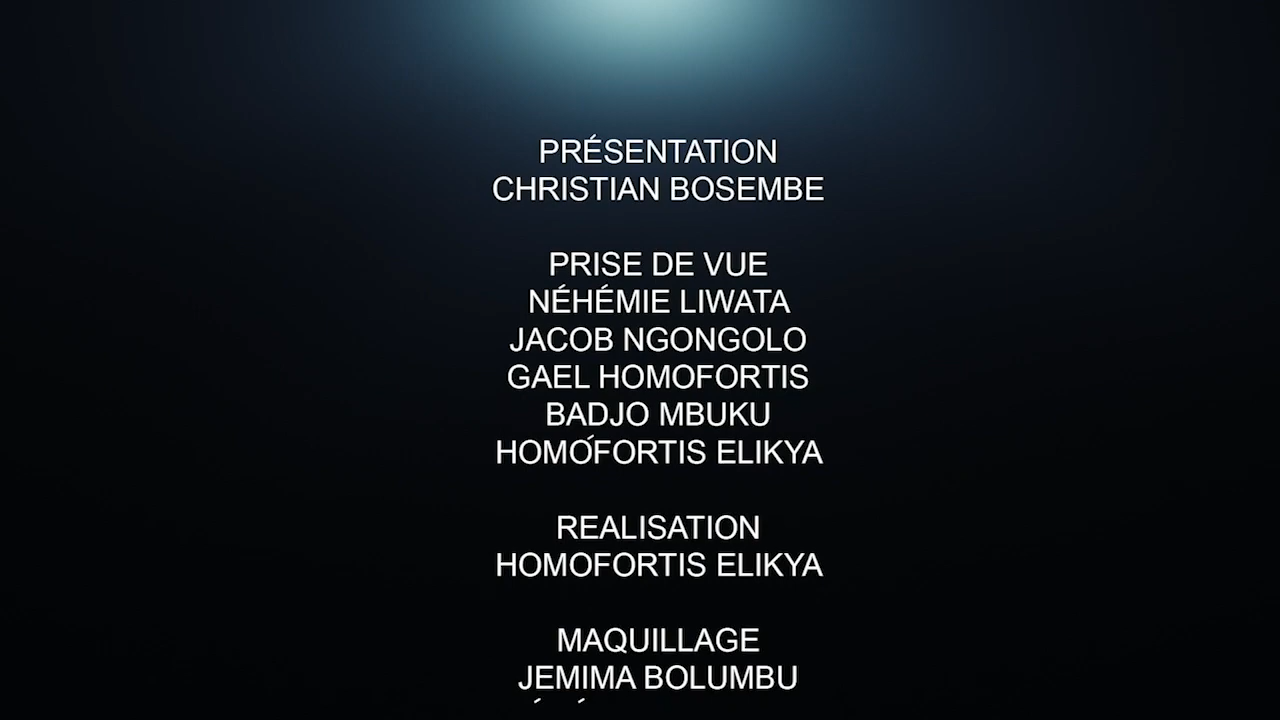 PRÉSENTATION
CHRISTIAN BOSEMBE
PRISE DE VUE
NÉHÉMIE LIWATA
JACOB NGONGOLO
GAEL HOMOFORTIS
BADJO MBUKU
HOMÓFORTIS ELIKYA
REALISATION
HOMOFORTIS ELIKYA
MAQUILLAGE
JEMIMA BOLUMBU